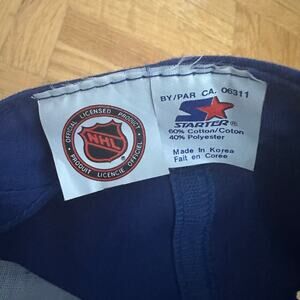 OFFICIAL LICENSED PRODUCT
NHL
PRODUIT LICENCIÉ OFFICIEL
BY/PAR CA. 06311
STARTER®
60% Cotton/Coton
40% Polyester
Made In Korea
Fait en Coree